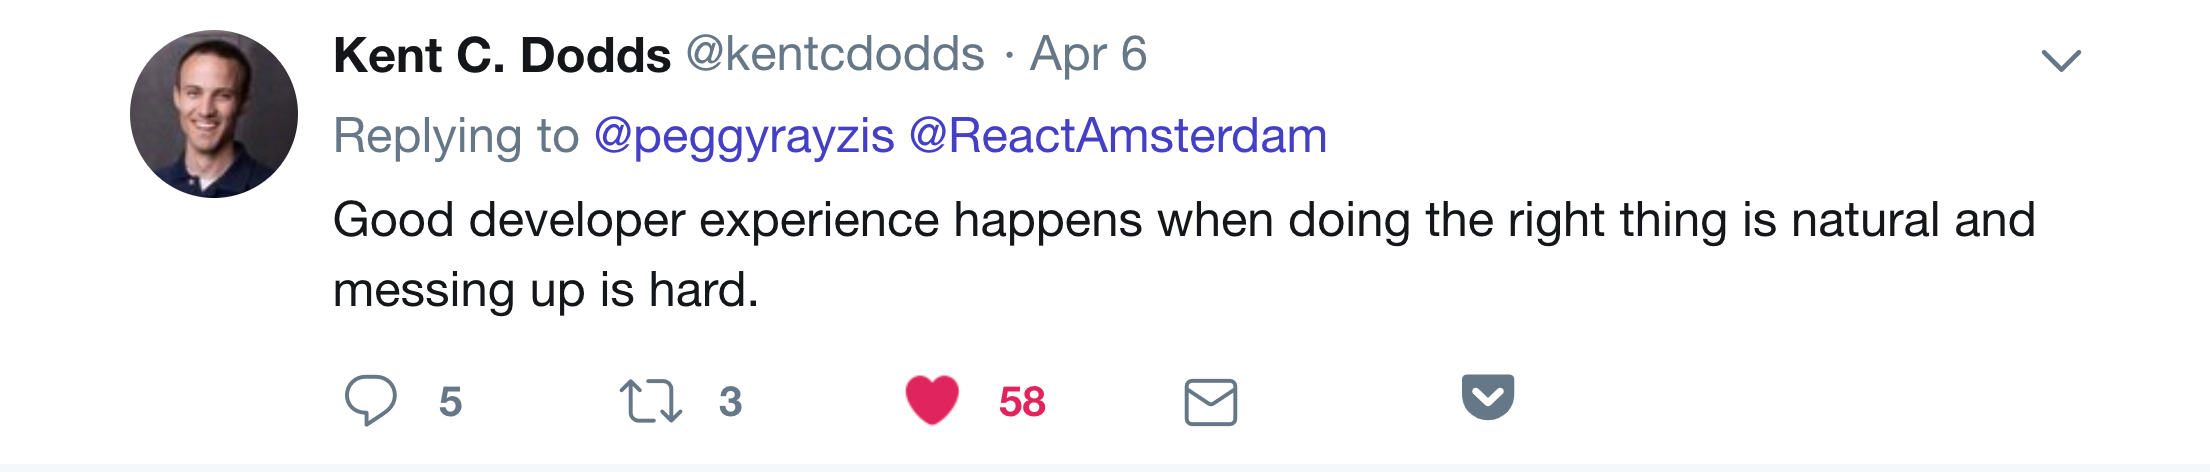 Kent C. Dodds @kentcdodds · Apr 6
Replying to @peggyrayzis @ReactAmsterdam
Good developer experience happens when doing the right thing is natural and
messing up is hard.
5 3 58